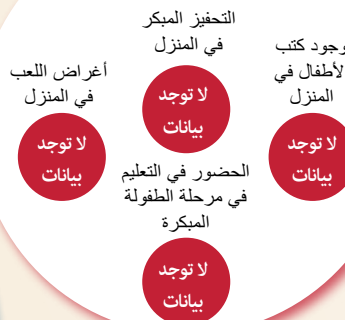 التحفيز المبكر
في المنزل
لا توجد
بيانات
وجود كتب
الأطفال في
المنزل
لا توجد
بيانات
أغراض اللعب
في المنزل
لا توجد
بيانات
الحضور في التعليم
في مرحلة الطفولة
المبكرة
لا توجد
بيانات